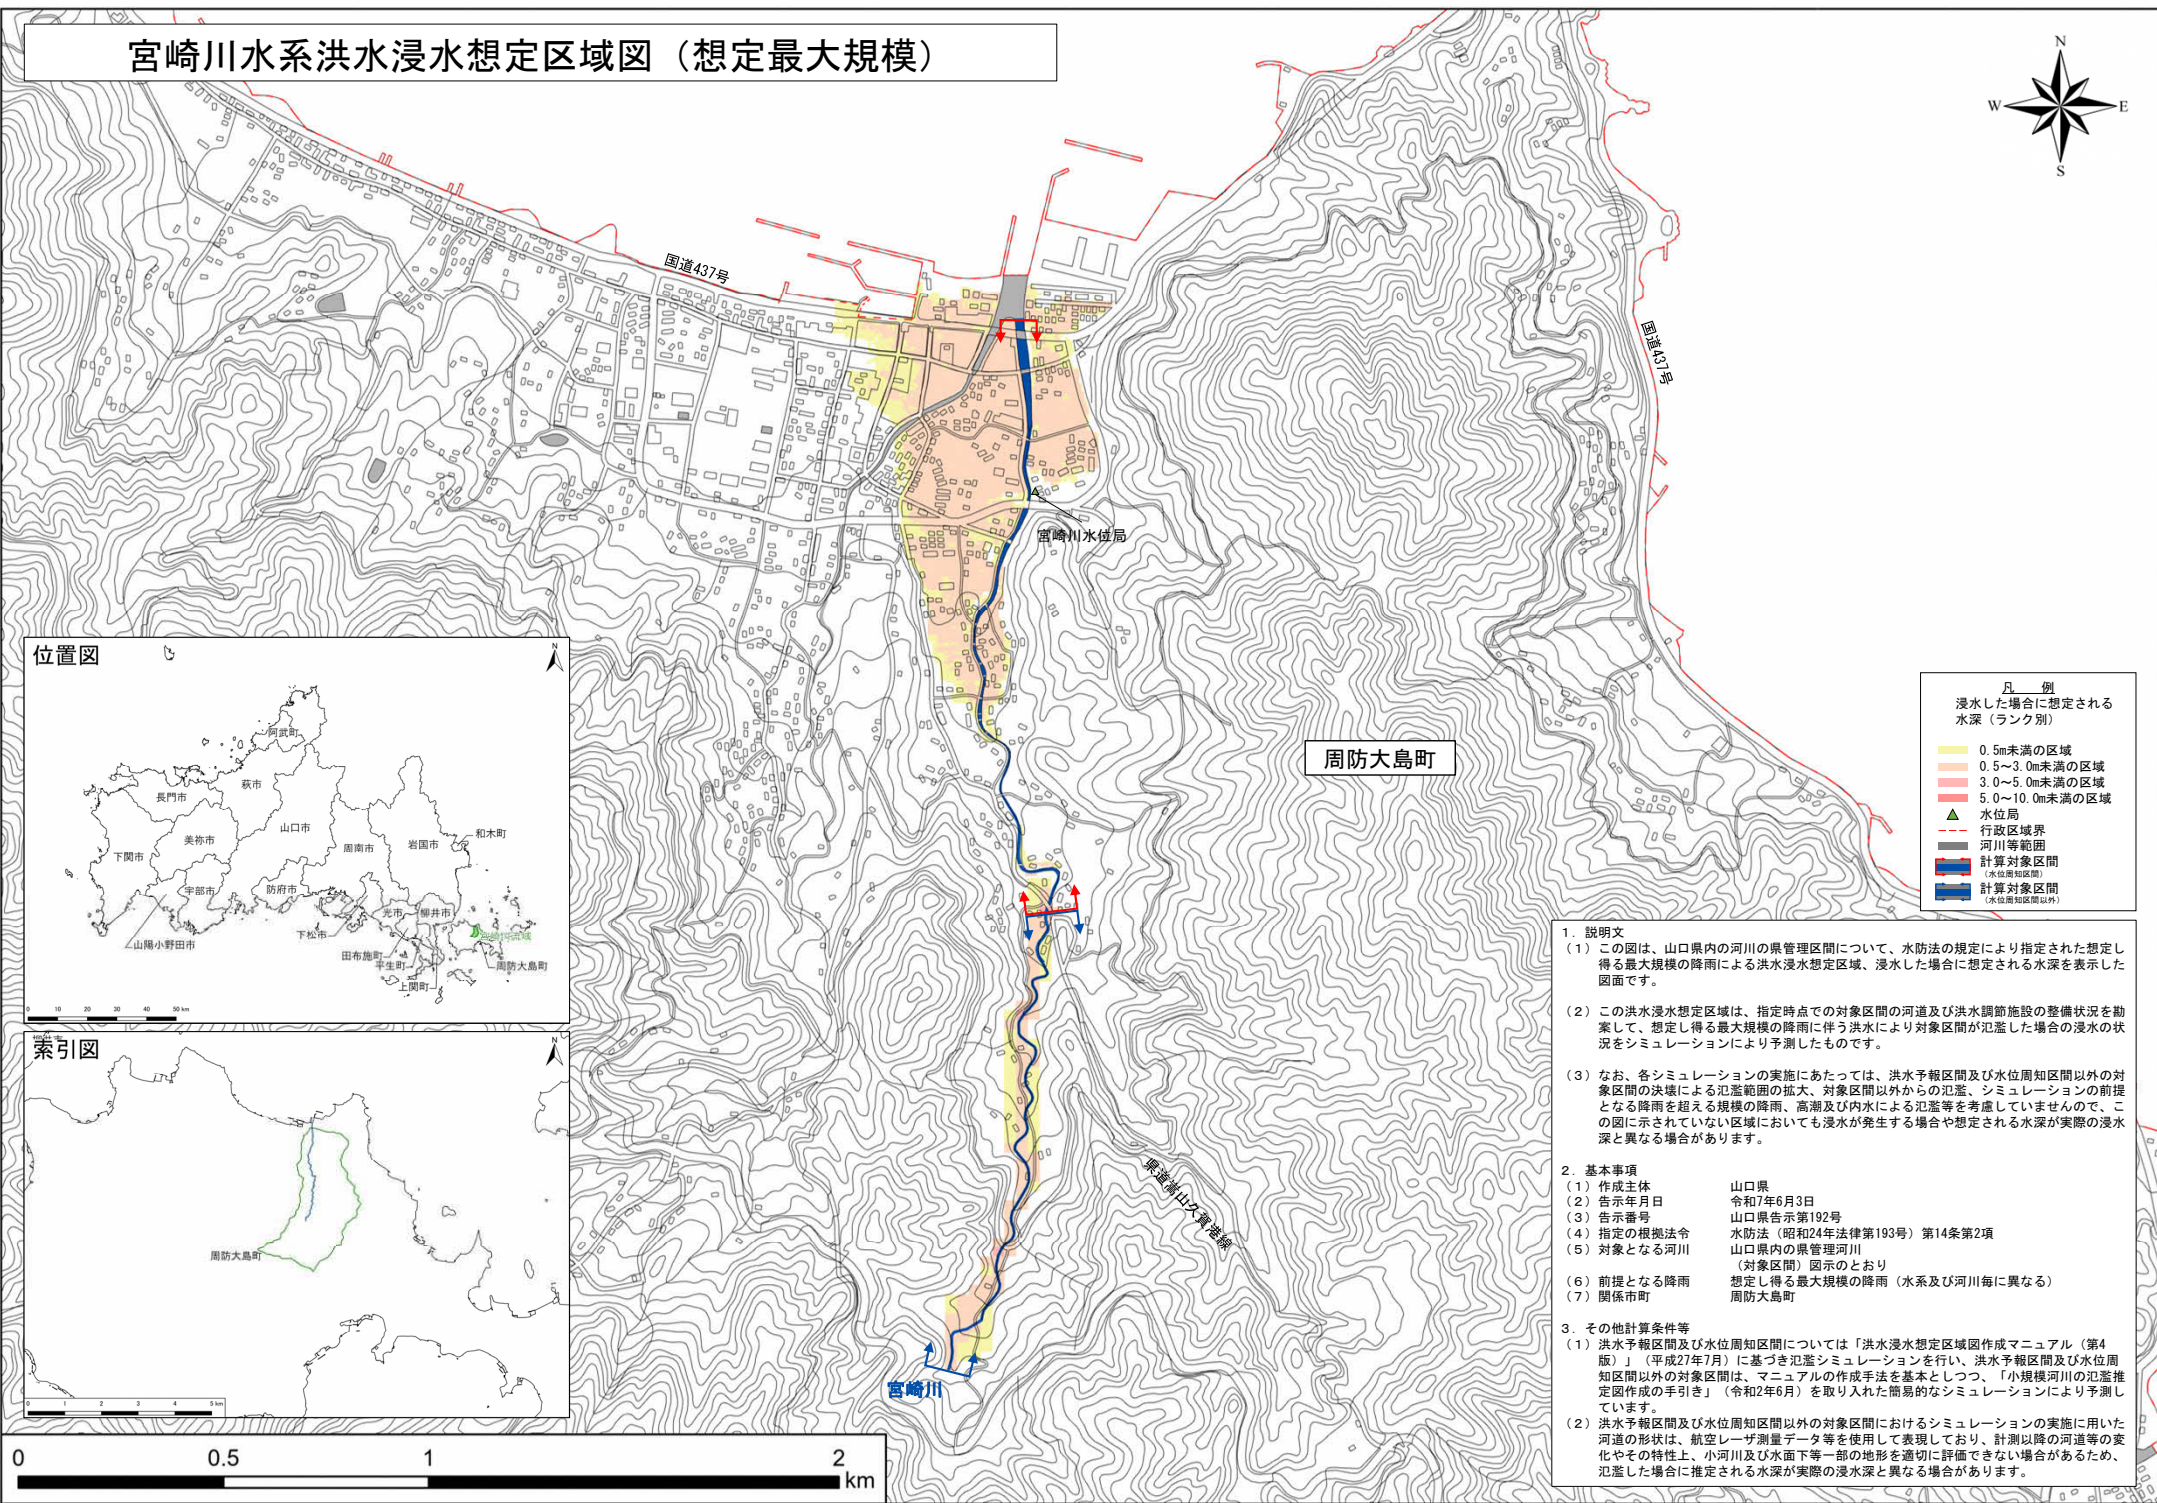 宮崎川水系洪水浸水想定区域図（想定最大規模）
N
W
E
S
国道437号
国道437号
宮崎川水位局
周防大島町
県道嵩山久賀港線
宮崎川
位置図
N
阿武町
萩市
長門市
山口市
美祢市
下関市
宇部市
防府市
周南市
岩国市
和木町
光市
柳井市
下松市
山陽小野田市
田布施町
平生町
上関町
周防大島町
宮崎川流域
0 10 20 30 40 50 km
索引図
N
周防大島町
0 1 2 3 4 5 km
0 0.5 1 2 km
凡 例
浸水した場合に想定される
水深（ランク別）
0.5m未満の区域
0.5～3.0m未満の区域
3.0～5.0m未満の区域
5.0～10.0m未満の区域
水位局
行政区域界
河川等範囲
計算対象区間
（水位周知区間）
計算対象区間
（水位周知区間以外）
1．説明文
（1）この図は、山口県内の河川の県管理区間について、水防法の規定により指定された想定し
得る最大規模の降雨による洪水浸水想定区域、浸水した場合に想定される水深を表示した
図面です。
（2）この洪水浸水想定区域は、指定時点での対象区間の河道及び洪水調節施設の整備状況を勘
案して、想定し得る最大規模の降雨に伴う洪水により対象区間が氾濫した場合の浸水の状
況をシミュレーションにより予測したものです。
（3）なお、各シミュレーションの実施にあたっては、洪水予報区間及び水位周知区間以外の対
象区間の決壊による氾濫範囲の拡大、対象区間以外からの氾濫、シミュレーションの前提
となる降雨を超える規模の降雨、高潮及び内水による氾濫等を考慮していませんので、こ
の図に示されていない区域においても浸水が発生する場合や想定される水深が実際の浸水
深と異なる場合があります。
2．基本事項
（1）作成主体 山口県
（2）告示年月日 令和7年6月3日
（3）告示番号 山口県告示第192号
（4）指定の根拠法令 水防法（昭和24年法律第193号）第14条第2項
（5）対象となる河川 山口県内の県管理河川
（対象区間）図示のとおり
（6）前提となる降雨 想定し得る最大規模の降雨（水系及び河川毎に異なる）
（7）関係市町 周防大島町
3．その他計算条件等
（1）洪水予報区間及び水位周知区間については「洪水浸水想定区域図作成マニュアル（第4
版）」（平成27年7月）に基づき氾濫シミュレーションを行い、洪水予報区間及び水位周
知区間以外の対象区間は、マニュアルの作成手法を基本としつつ、「小規模河川の氾濫推
定図作成の手引き」（令和2年6月）を取り入れた簡易的なシミュレーションにより予測し
ています。
（2）洪水予報区間及び水位周知区間以外の対象区間におけるシミュレーションの実施に用いた
河道の形状は、航空レーザ測量データ等を使用して表現しており、計測以降の河道等の変
化やその特性上、小河川及び水面下等一部の地形を適切に評価できない場合があるため、
氾濫した場合に推定される水深が実際の浸水深と異なる場合があります。